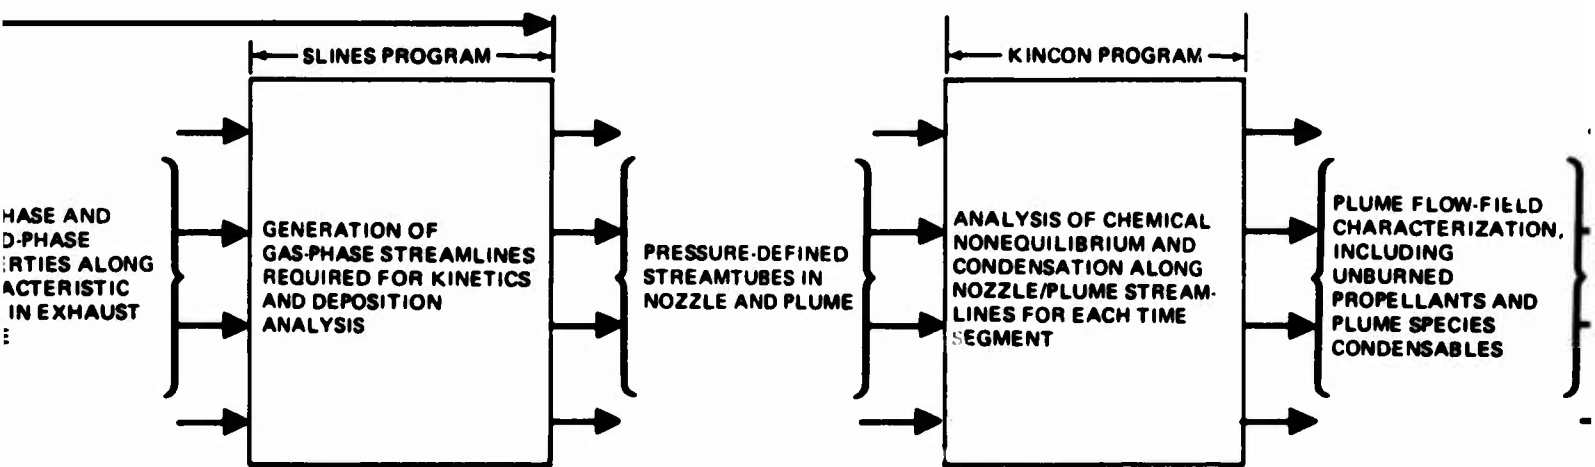 SLINES PROGRAM
KINCON PROGRAM
HASE AND
D-PHASE
ERTIES ALONG
ACTERISTIC
IN EXHAUST
E
GENERATION OF
GAS-PHASE STREAMLINES
REQUIRED FOR KINETICS
AND DEPOSITION
ANALYSIS
PRESSURE-DEFINED
STREAMTUBES IN
NOZZLE AND PLUME
ANALYSIS OF CHEMICAL
NONEQUILIBRIUM AND
CONDENSATION ALONG
NOZZLE/PLUME STREAM-
LINES FOR EACH TIME
SEGMENT
PLUME FLOW-FIELD
CHARACTERIZATION,
INCLUDING
UNBURNED
PROPELLANTS AND
PLUME SPECIES
CONDENSABLES